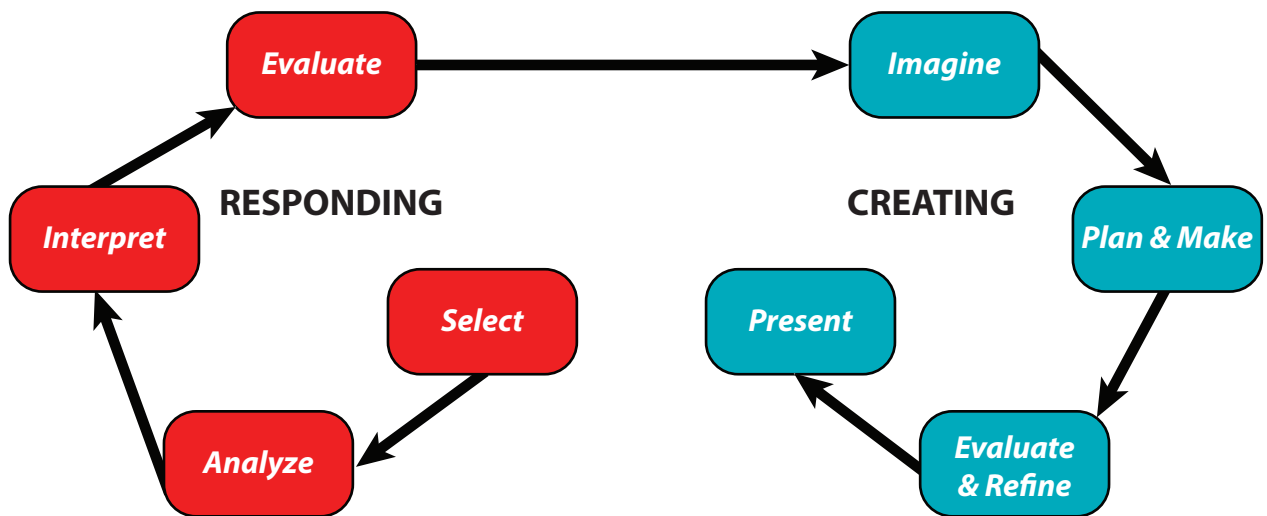 Evaluate
Imagine
RESPONDING
CREATING
Interpret
Plan & Make
Select
Present
Analyze
Evaluate
& Refine